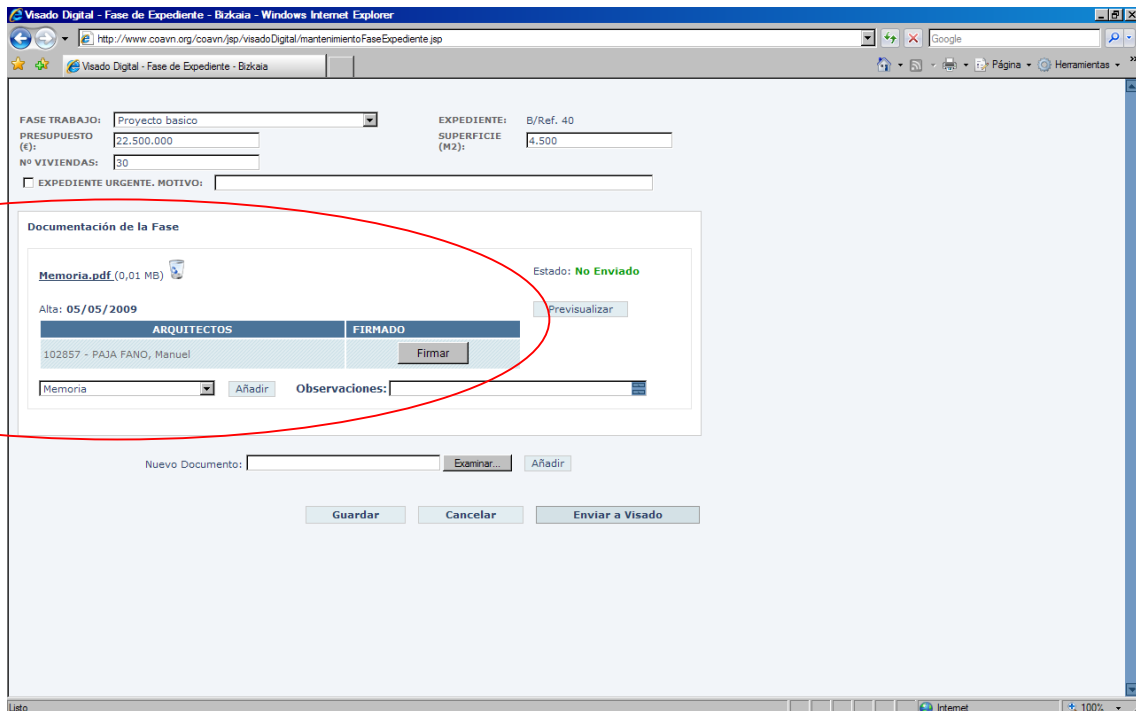 Visado Digital - Fase de Expediente - Bizkaia - Windows Internet Explorer
http://www.coavn.org/coavn/jsp/visadoDigital/mantenimientoFaseExpediente.jsp
Google
Visado Digital - Fase de Expediente - Bizkaia
Página
Herramientas
FASE TRABAJO: Proyecto basico EXPEDIENTE: B/Ref. 40
PRESUPUESTO (€): 22.500.000 SUPERFICIE (M2): 4.500
Nº VIVIENDAS: 30
EXPEDIENTE URGENTE. MOTIVO:
Documentación de la Fase
Memoria.pdf (0,01 MB) Estado: No Enviado
Alta: 05/05/2009 Previsualizar
ARQUITECTOS FIRMADO
102857 - PAJA FANO, Manuel Firmar
Memoria Añadir Observaciones:
Nuevo Documento: Examinar... Añadir
Guardar Cancelar Enviar a Visado
Listo Internet 100%